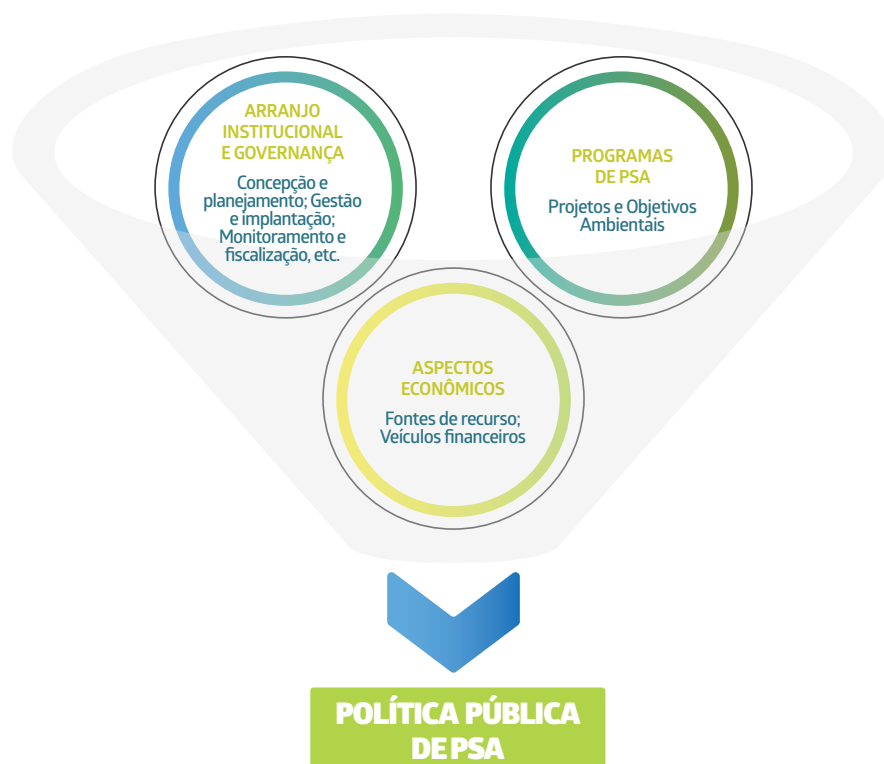 ARRANJO
INSTITUCIONAL
E GOVERNANÇA
Concepção e
planejamento; Gestão
e implantação;
Monitoramento e
fiscalização, etc.
PROGRAMAS
DE PSA
Projetos e Objetivos
Ambientais
ASPECTOS
ECONÔMICOS
Fontes de recurso;
Veículos financeiros
POLÍTICA PÚBLICA
DE PSA